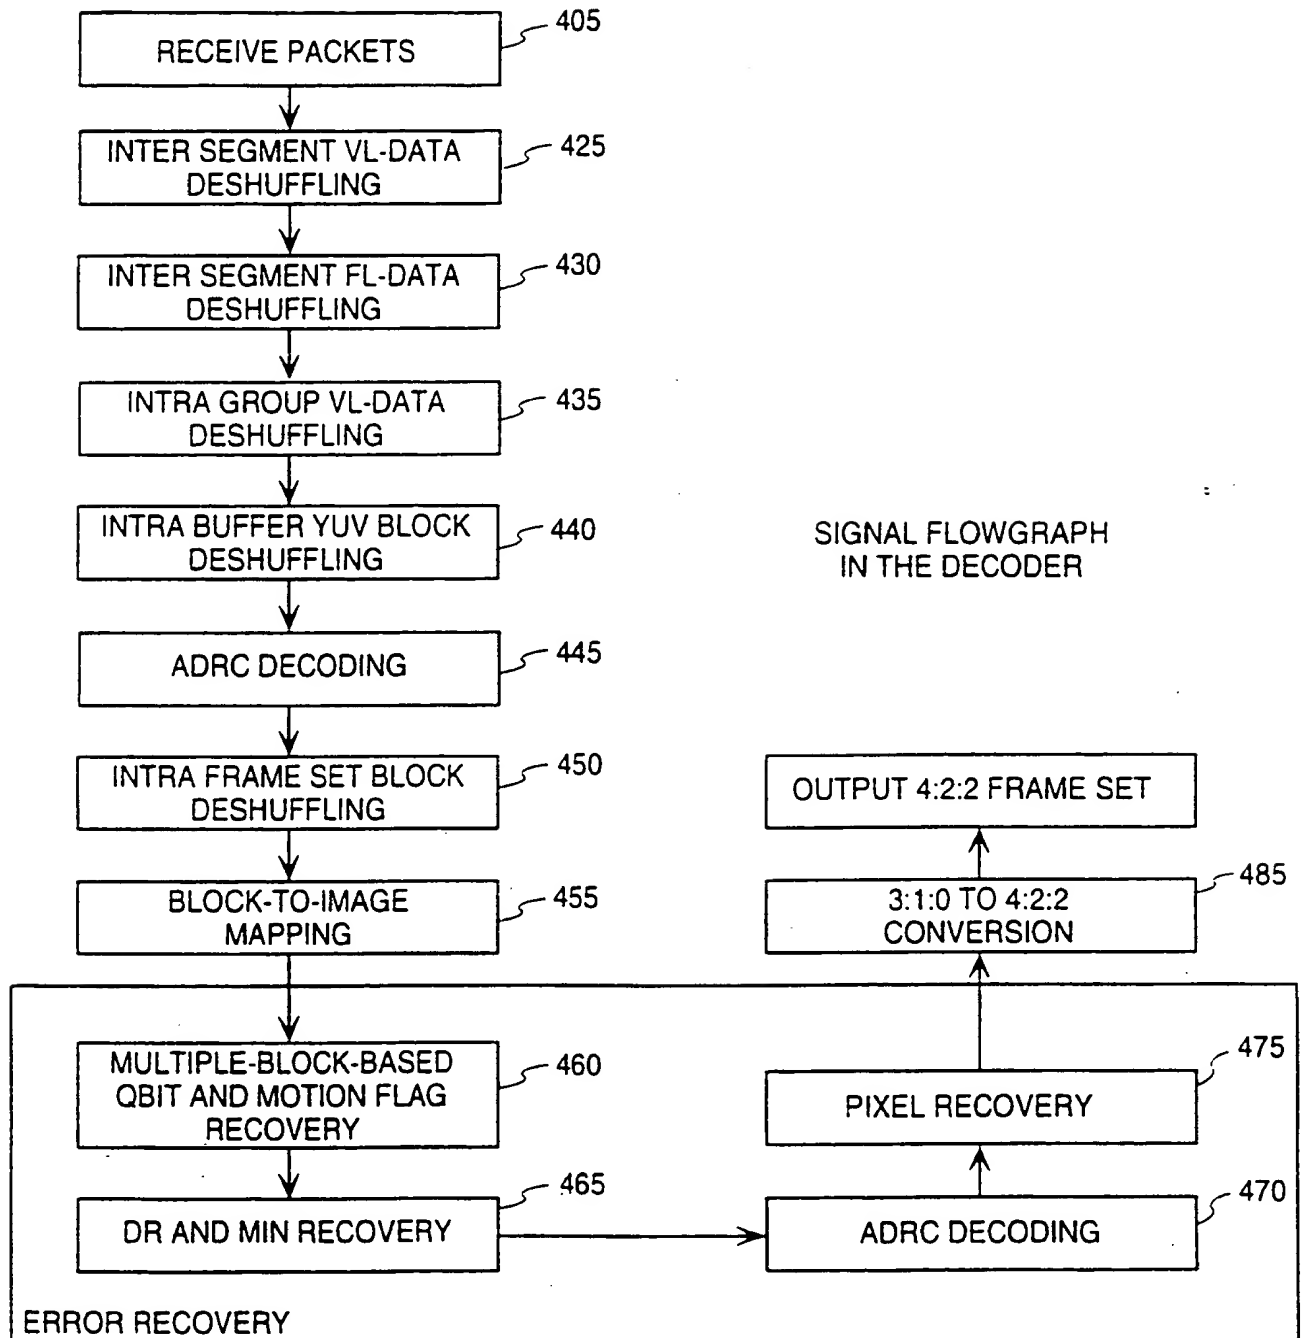 RECEIVE PACKETS
405
INTER SEGMENT VL-DATA
DESHUFFLING
425
INTER SEGMENT FL-DATA
DESHUFFLING
430
INTRA GROUP VL-DATA
DESHUFFLING
435
INTRA BUFFER YUV BLOCK
DESHUFFLING
440
ADRC DECODING
445
INTRA FRAME SET BLOCK
DESHUFFLING
450
BLOCK-TO-IMAGE
MAPPING
455
MULTIPLE-BLOCK-BASED
QBIT AND MOTION FLAG
RECOVERY
460
DR AND MIN RECOVERY
465
ERROR RECOVERY
SIGNAL FLOWGRAPH
IN THE DECODER
OUTPUT 4:2:2 FRAME SET
3:1:0 TO 4:2:2
CONVERSION
485
PIXEL RECOVERY
475
ADRC DECODING
470